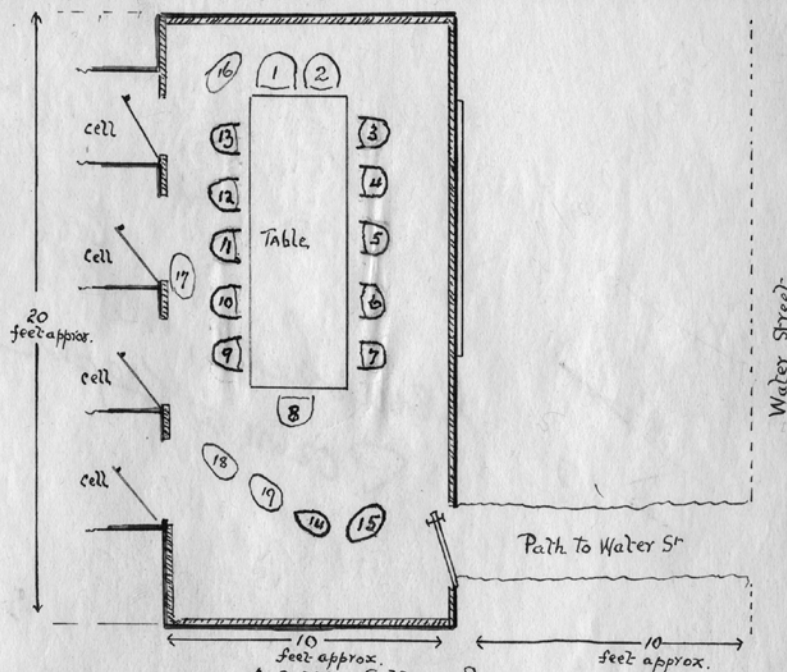 16 1 2
cell 13 3
12 4
cell Table
11 5
17
20
feet approx.
10 6
9 7
cell 8
cell 18
19
14 15
Path to Water St
Water Street
10
feet approx.
10
feet approx.